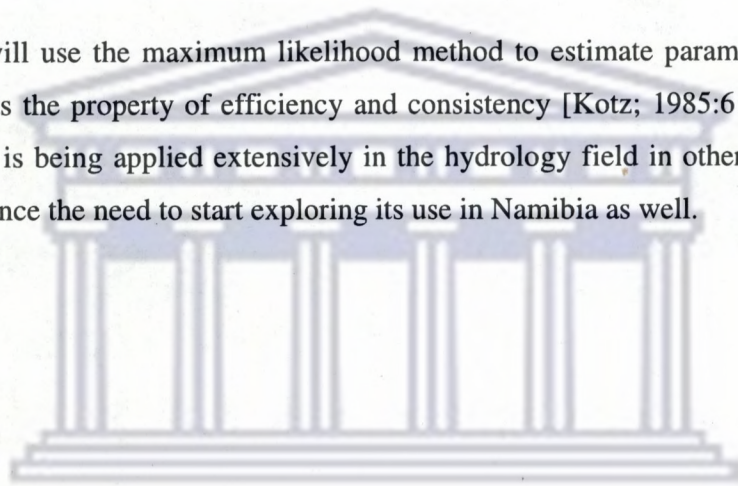 will use the maximum likelihood method to estimate param
s the property of efficiency and consistency [Kotz; 1985:6
is being applied extensively in the hydrology field in other
nce the need to start exploring its use in Namibia as well.